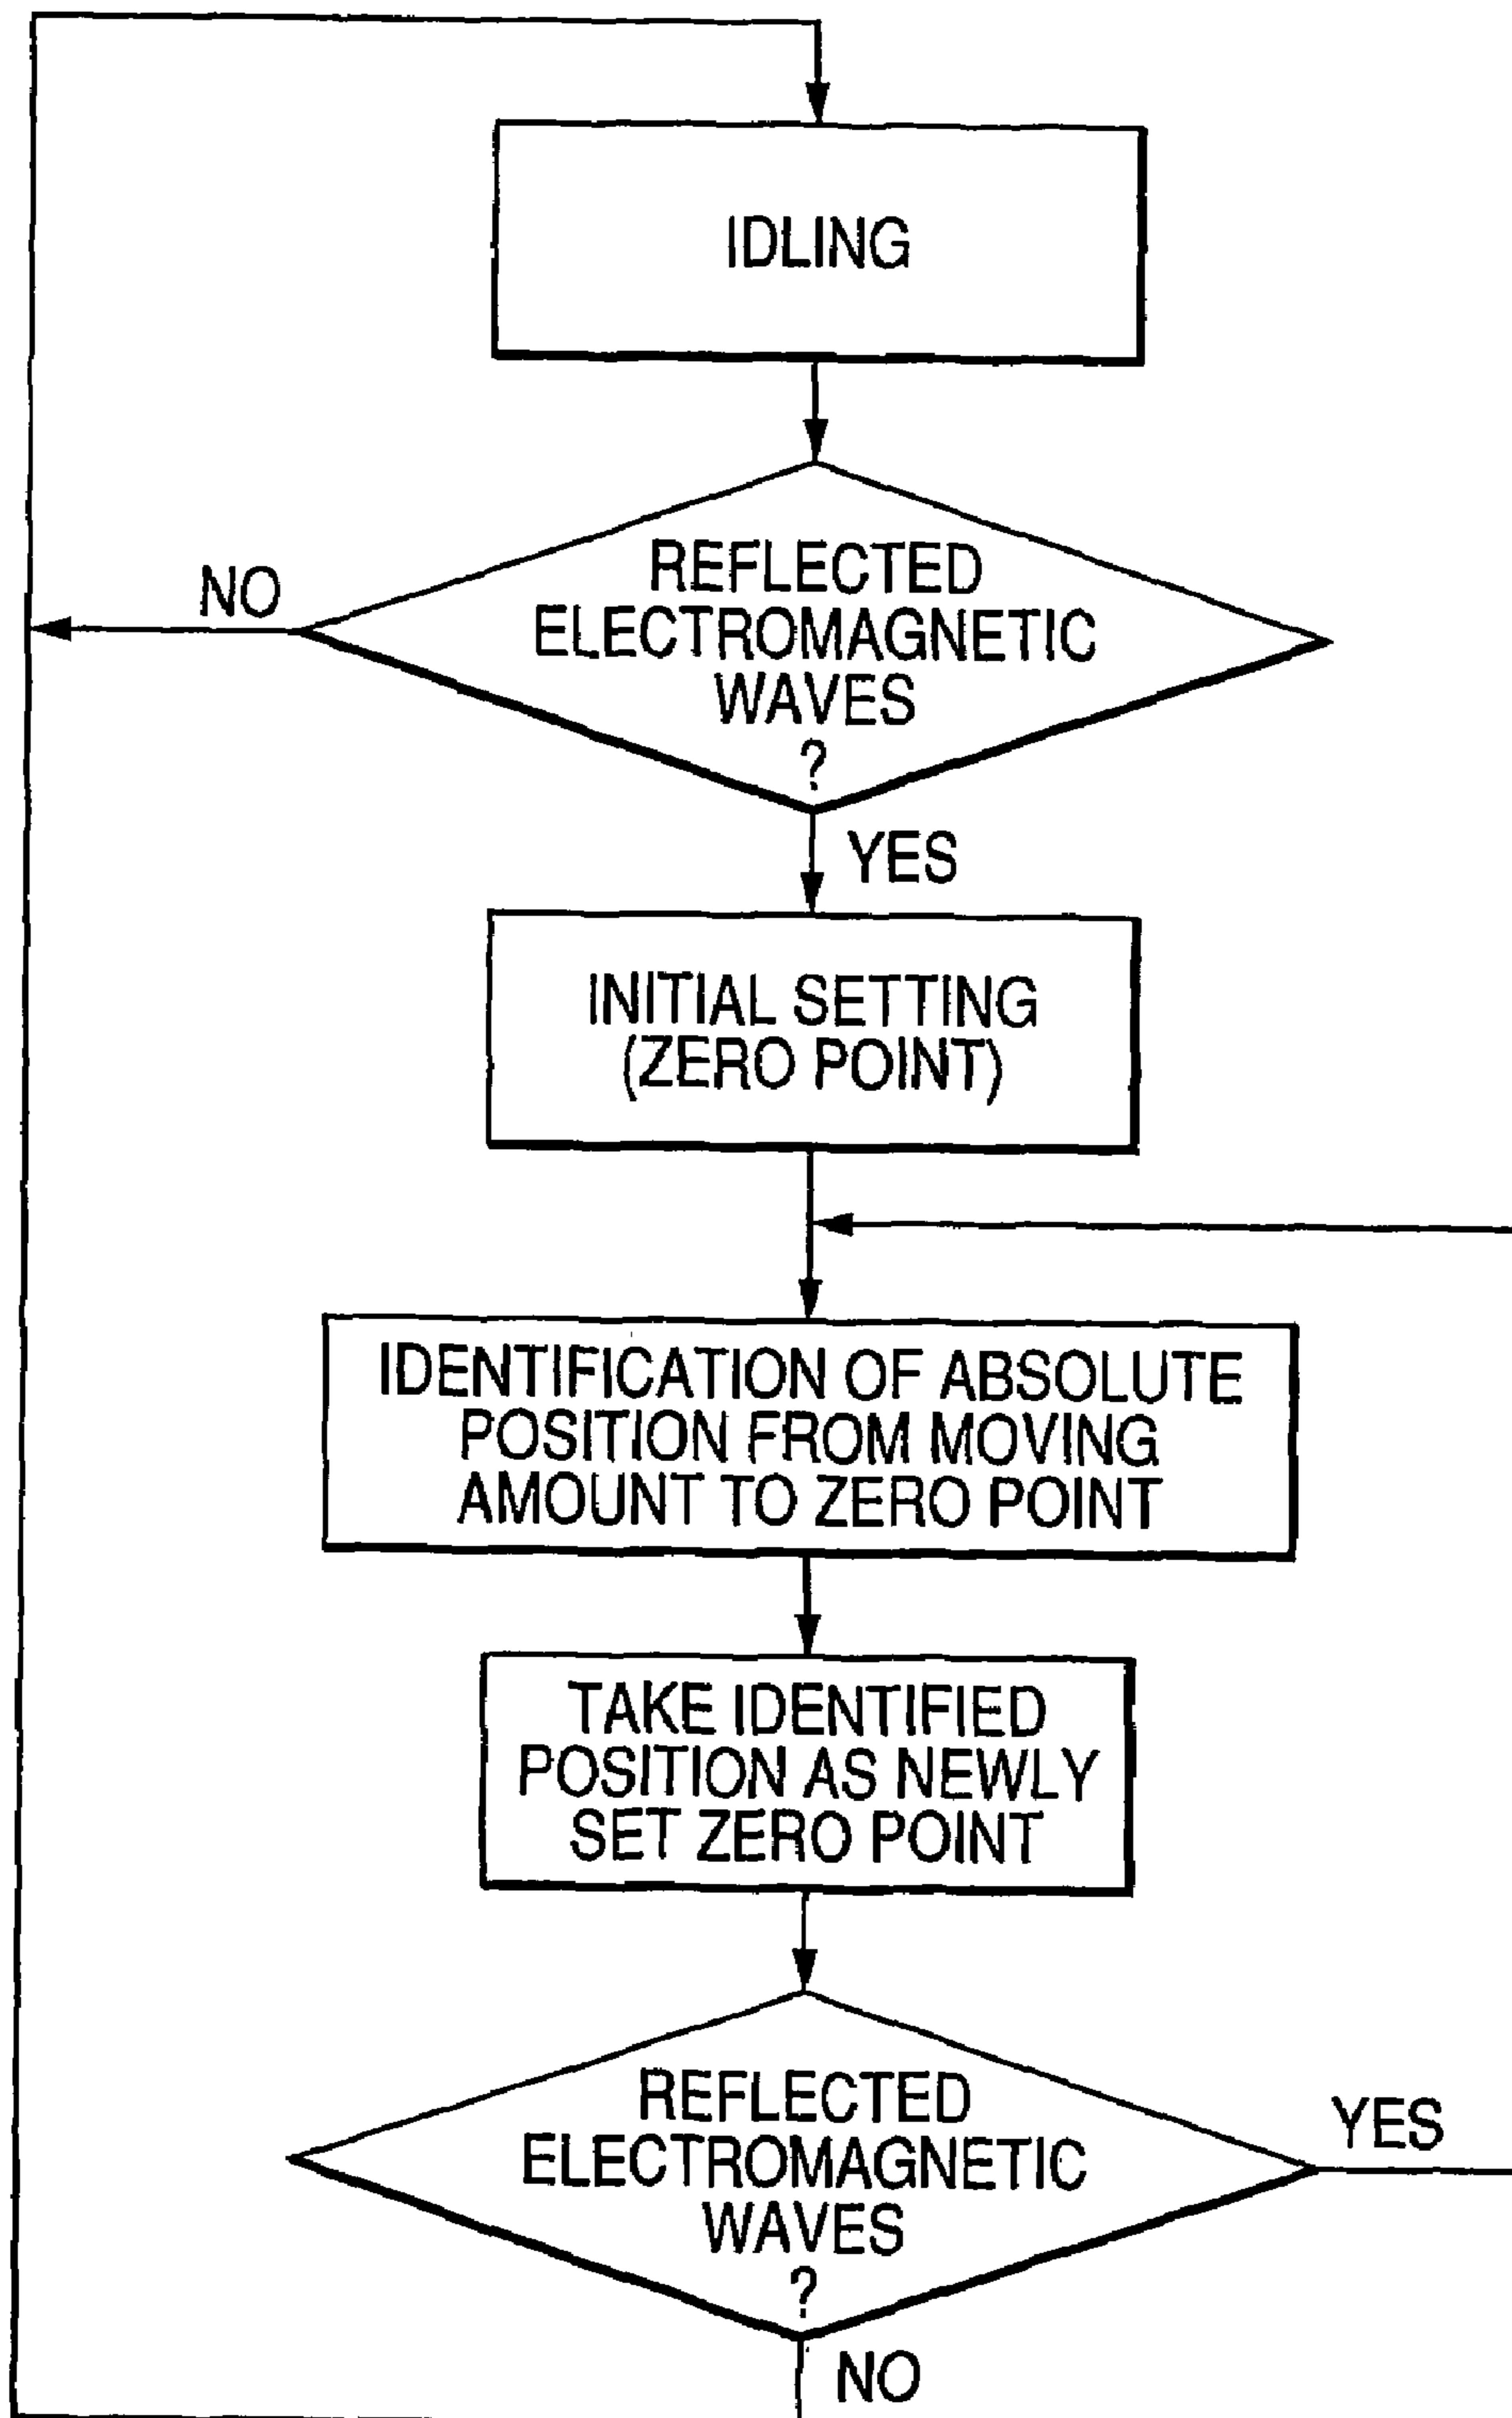 IDLING
REFLECTED
ELECTROMAGNETIC
WAVES
?
NO
YES
INITIAL SETTING
(ZERO POINT)
IDENTIFICATION OF ABSOLUTE
POSITION FROM MOVING
AMOUNT TO ZERO POINT
TAKE IDENTIFIED
POSITION AS NEWLY
SET ZERO POINT
REFLECTED
ELECTROMAGNETIC
WAVES
?
YES
NO